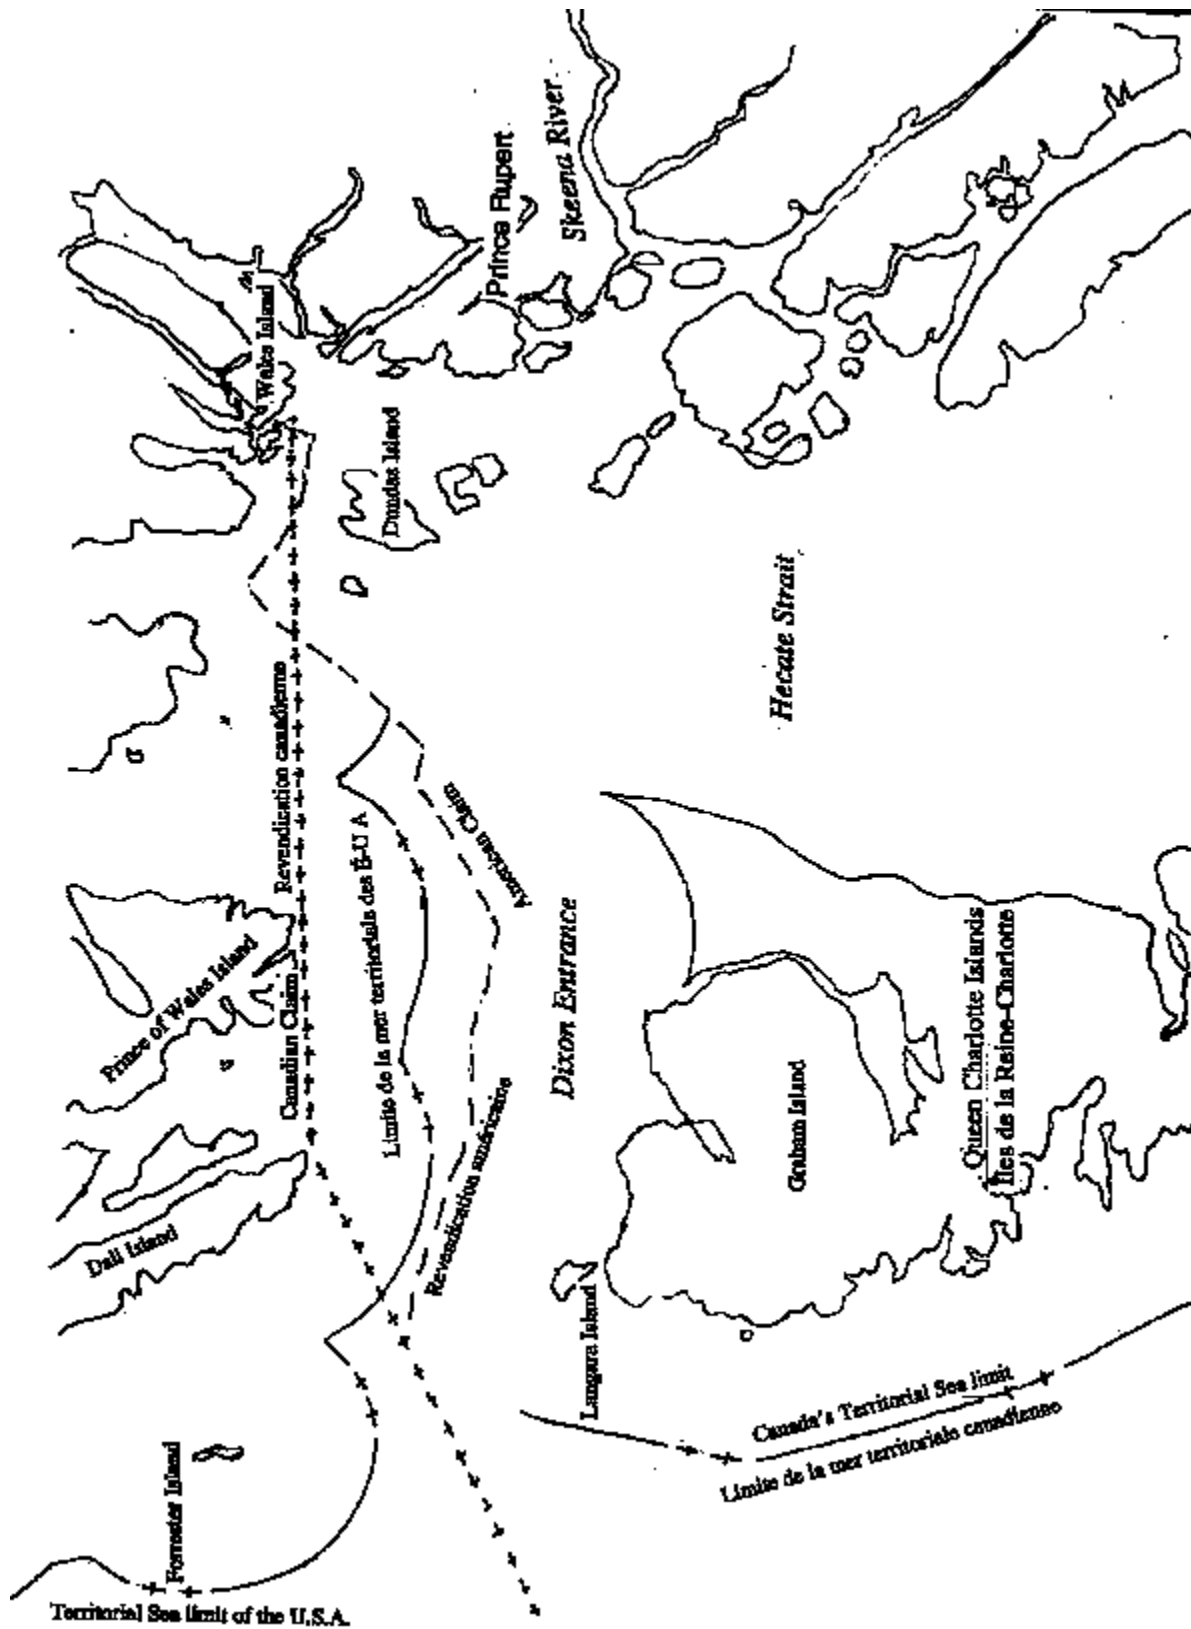 Prince Rupert
Skeena River
Wales Island
Dundas Island
Hecate Strait
Revendication canadienne
Canadian Claim
Limite de la mer territoriale des É-U A
American Claim
Prince of Wales Island
Dixon Entrance
Revendication américaine
Dall Island
Graham Island
Queen Charlotte Islands
Îles de la Reine-Charlotte
Langara Island
Canada's Territorial Sea limit
Limite de la mer territoriale canadienne
Forrester Island
Territorial Sea limit of the U.S.A.